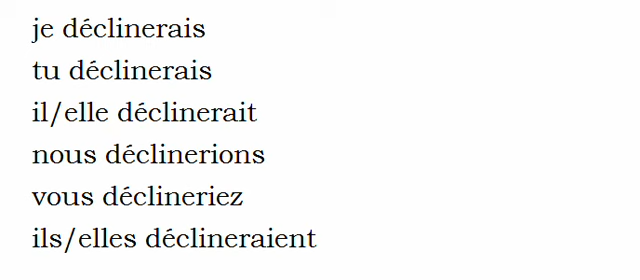 je déclinerais
tu déclinerais
il/elle déclinerait
nous déclinerions
vous déclineriez
ils/elles déclineraient